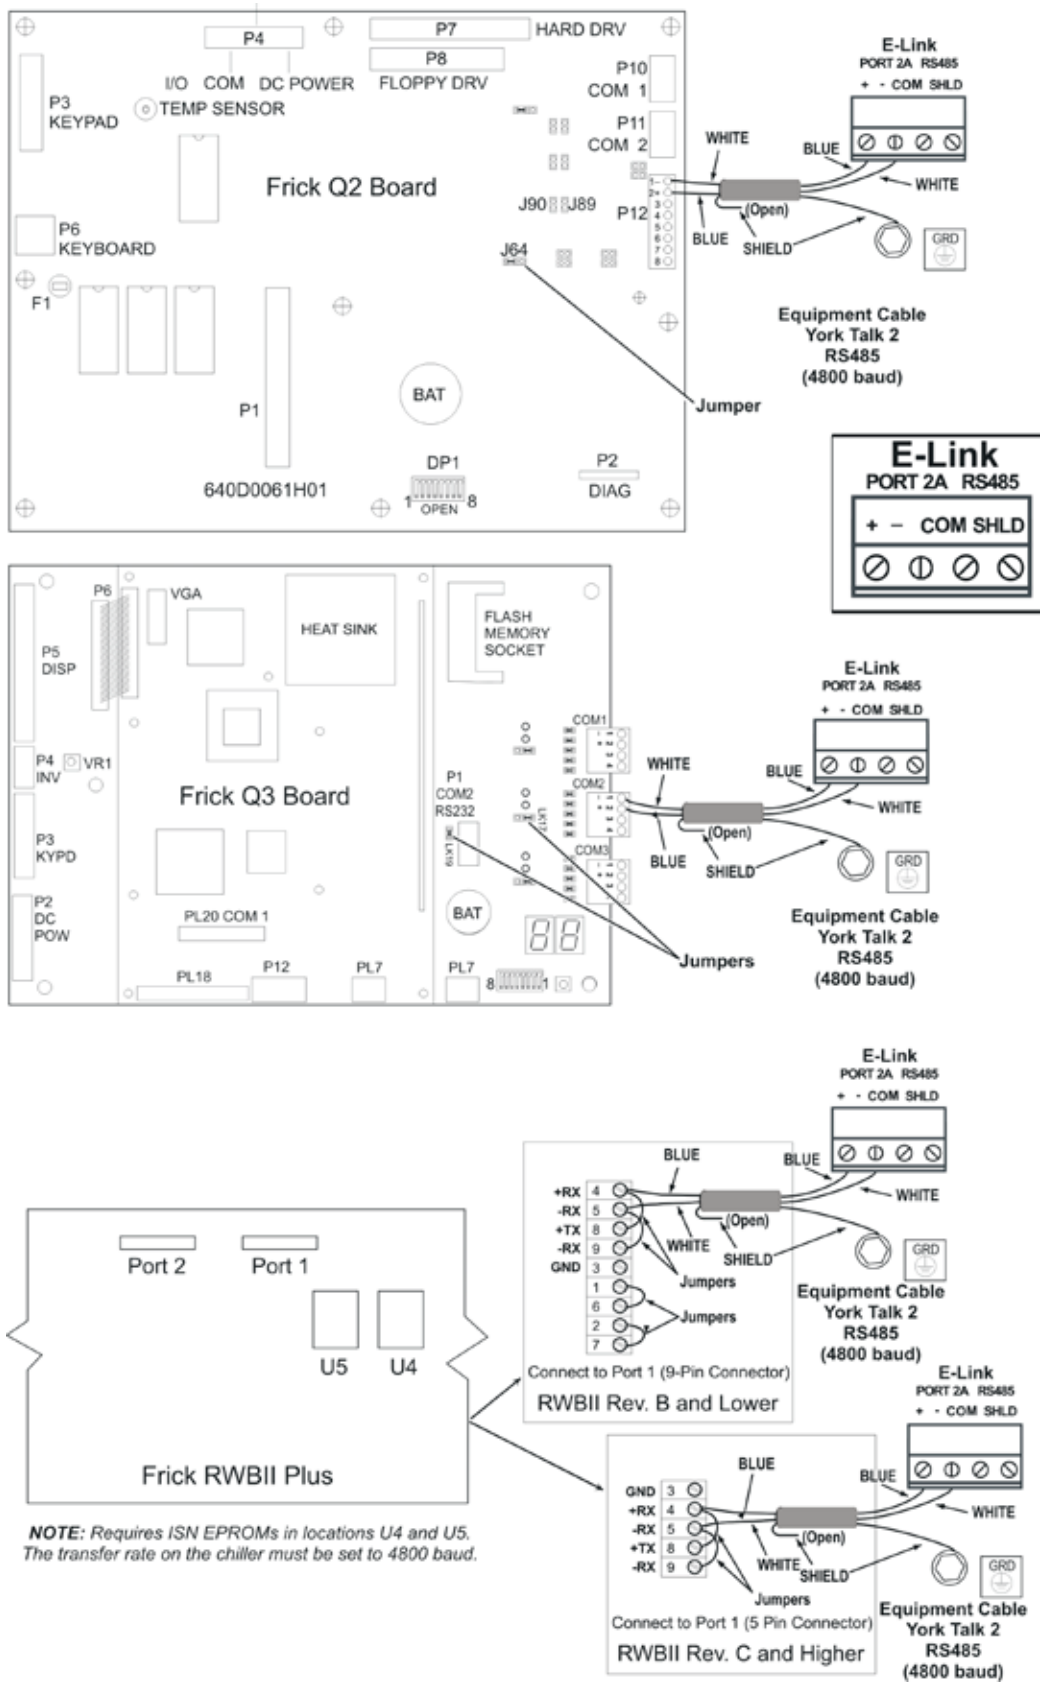 P4
P7
HARD DRV
P8
FLOPPY DRV
I/O COM DC POWER
TEMP SENSOR
P3
KEYPAD
P10
COM 1
P11
COM 2
Frick Q2 Board
J90
J89
P12
1-
2+
3
4
5
6
7
8
P6
KEYBOARD
J64
F1
P1
BAT
DP1
1
8
OPEN
P2
DIAG
640D0061H01
E-Link
PORT 2A RS485
+ - COM SHLD
WHITE
BLUE
WHITE
(Open)
BLUE
SHIELD
GRD
Equipment Cable
York Talk 2
RS485
(4800 baud)
Jumper
E-Link
PORT 2A RS485
+ - COM SHLD
P6
VGA
HEAT SINK
FLASH
MEMORY
SOCKET
P5
DISP
P4
INV
VR1
Frick Q3 Board
P1
COM2
RS232
LK19
LK17
COM1
COM2
COM3
P3
KYPD
P2
DC
POW
PL20 COM 1
BAT
PL18
P12
PL7
PL7
8
1
E-Link
PORT 2A RS485
+ - COM SHLD
WHITE
BLUE
WHITE
(Open)
BLUE
SHIELD
GRD
Equipment Cable
York Talk 2
RS485
(4800 baud)
Jumpers
E-Link
PORT 2A RS485
+ - COM SHLD
BLUE
BLUE
WHITE
+RX 4
-RX 5
+TX 8
-RX 9
GND 3
1
6
2
7
(Open)
WHITE
SHIELD
GRD
Jumpers
Jumpers
Equipment Cable
York Talk 2
RS485
(4800 baud)
Connect to Port 1 (9-Pin Connector)
RWBII Rev. B and Lower
Port 2
Port 1
U5
U4
Frick RWBII Plus
NOTE: Requires ISN EPROMs in locations U4 and U5.
The transfer rate on the chiller must be set to 4800 baud.
E-Link
PORT 2A RS485
+ - COM SHLD
BLUE
BLUE
WHITE
GND 3
+RX 4
-RX 5
+TX 8
-RX 9
(Open)
WHITE
SHIELD
GRD
Jumpers
Connect to Port 1 (5 Pin Connector)
RWBII Rev. C and Higher
Equipment Cable
York Talk 2
RS485
(4800 baud)